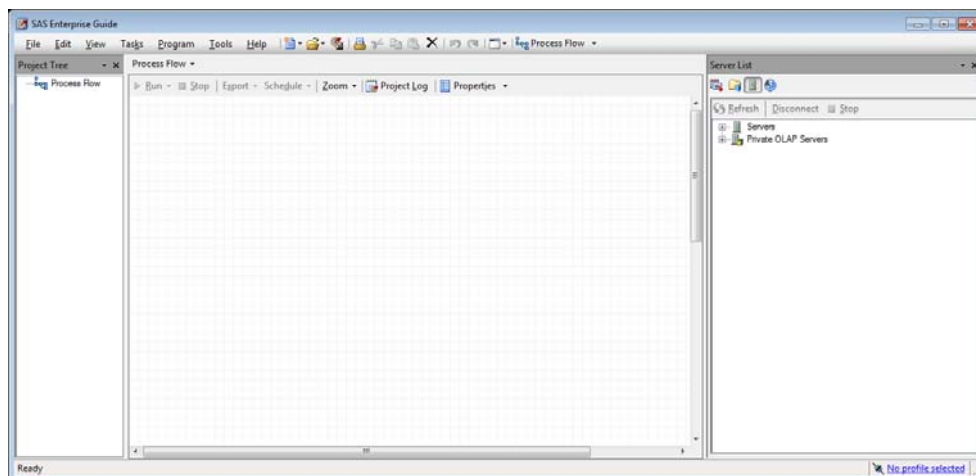 SAS Enterprise Guide
File Edit View Tasks Program Tools Help Process Flow
Project Tree
Process Flow
Process Flow
Run Stop Export Schedule Zoom Project Log Properties
Server List
Refresh Disconnect Stop
Servers
Private OLAP Servers
Ready
No profile selected